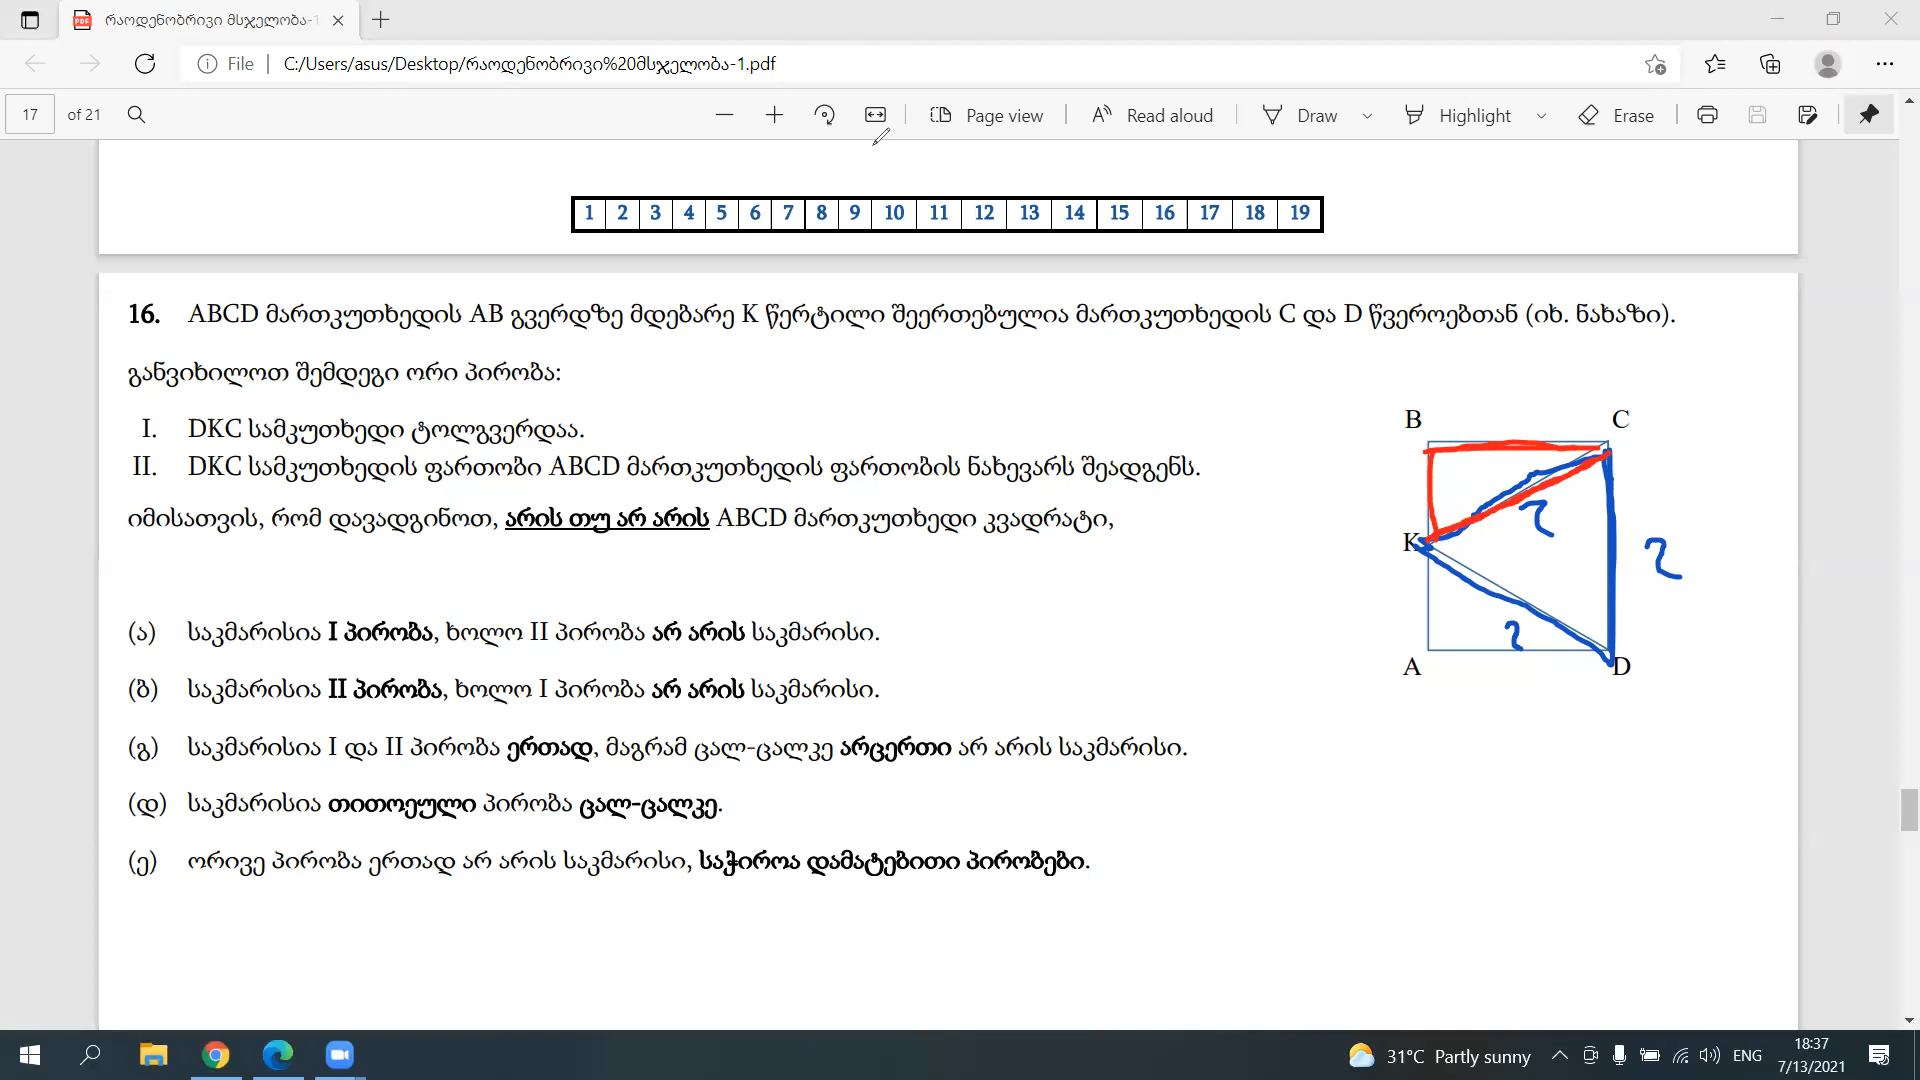 რაოდენობრივი მსჯელობა-1
File
C:/Users/asus/Desktop/რაოდენობრივი%20მსჯელობა-1.pdf
17 of 21
Page view
Read aloud
Draw
Highlight
Erase
1 2 3 4 5 6 7 8 9 10 11 12 13 14 15 16 17 18 19
16. ABCD მართკუთხედის AB გვერდზე მდებარე K წერტილი შეერთებულია მართკუთხედის C და D წვეროებთან (იხ. ნახაზი).
განვიხილოთ შემდეგი ორი პირობა:
I. DKC სამკუთხედი ტოლგვერდაა.
II. DKC სამკუთხედის ფართობი ABCD მართკუთხედის ფართობის ნახევარს შეადგენს.
იმისათვის, რომ დავადგინოთ, არის თუ არ არის ABCD მართკუთხედი კვადრატი,
B C
K 2 2
2
A D
(ა) საკმარისია I პირობა, ხოლო II პირობა არ არის საკმარისი.
(ბ) საკმარისია II პირობა, ხოლო I პირობა არ არის საკმარისი.
(გ) საკმარისია I და II პირობა ერთად, მაგრამ ცალ-ცალკე არცერთი არ არის საკმარისი.
(დ) საკმარისია თითოეული პირობა ცალ-ცალკე.
(ე) ორივე პირობა ერთად არ არის საკმარისი, საჭიროა დამატებითი პირობები.
31°C Partly sunny
ENG
18:37
7/13/2021